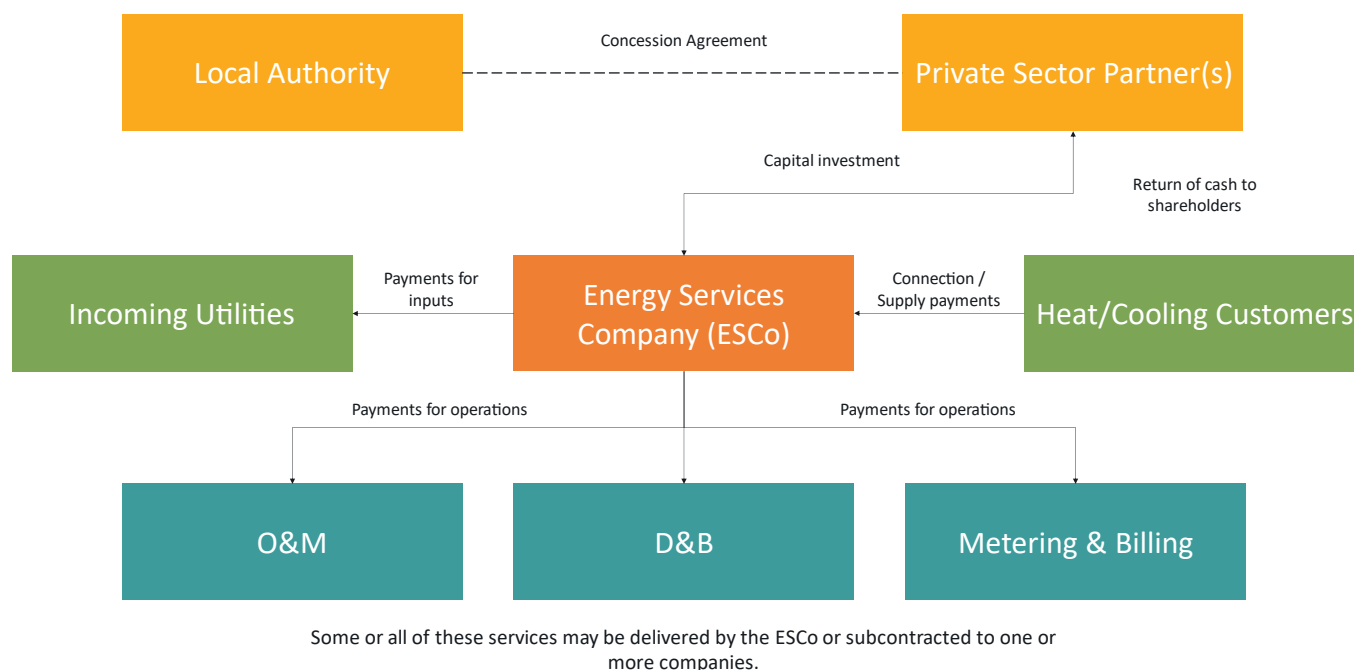 Concession Agreement
Local Authority
Private Sector Partner(s)
Capital investment
Return of cash to
shareholders
Incoming Utilities
Payments for
inputs
Energy Services
Company (ESCo)
Connection /
Supply payments
Heat/Cooling Customers
Payments for operations
Payments for operations
O&M
D&B
Metering & Billing
Some or all of these services may be delivered by the ESCo or subcontracted to one or
more companies.